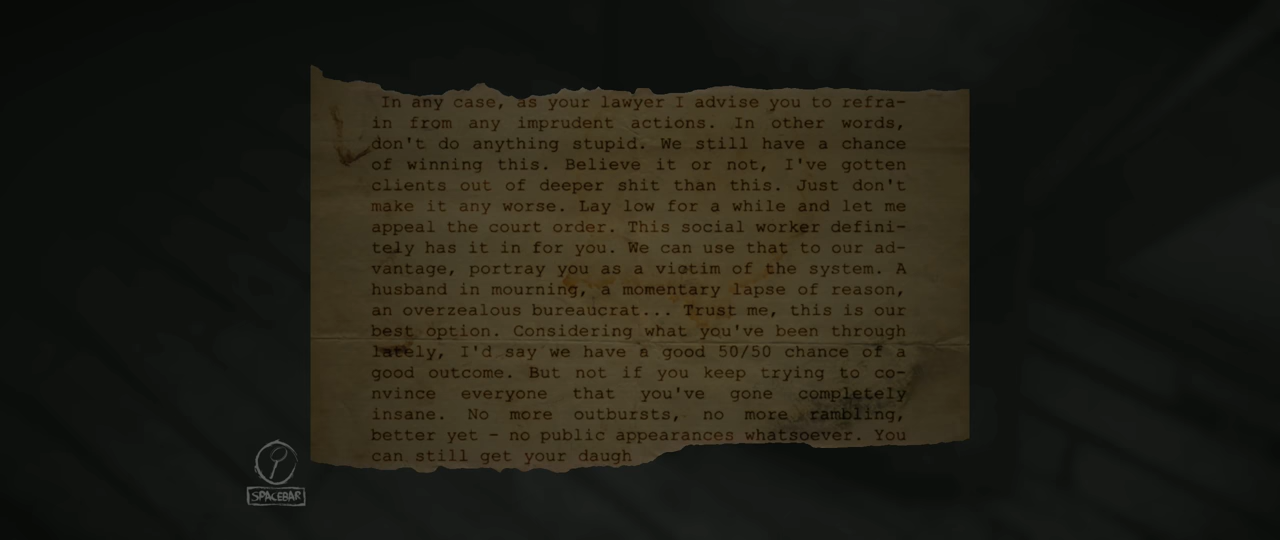 In any case, as your lawyer I advise you to refra-
in from any imprudent actions. In other words,
don't do anything stupid. We still have a chance
of winning this. Believe it or not, I've gotten
clients out of deeper shit than this. Just don't
make it any worse. Lay low for a while and let me
appeal the court order. This social worker defini-
tely has it in for you. We can use that to our ad-
vantage, portray you as a victim of the system. A
husband in mourning, a momentary lapse of reason,
an overzealous bureaucrat... Trust me, this is our
best option. Considering what you've been through
lately, I'd say we have a good 50/50 chance of a
good outcome. But not if you keep trying to co-
nvince everyone that you've gone completely
insane. No more outbursts, no more rambling,
better yet - no public appearances whatsoever. You
can still get your daugh
SPACEBAR